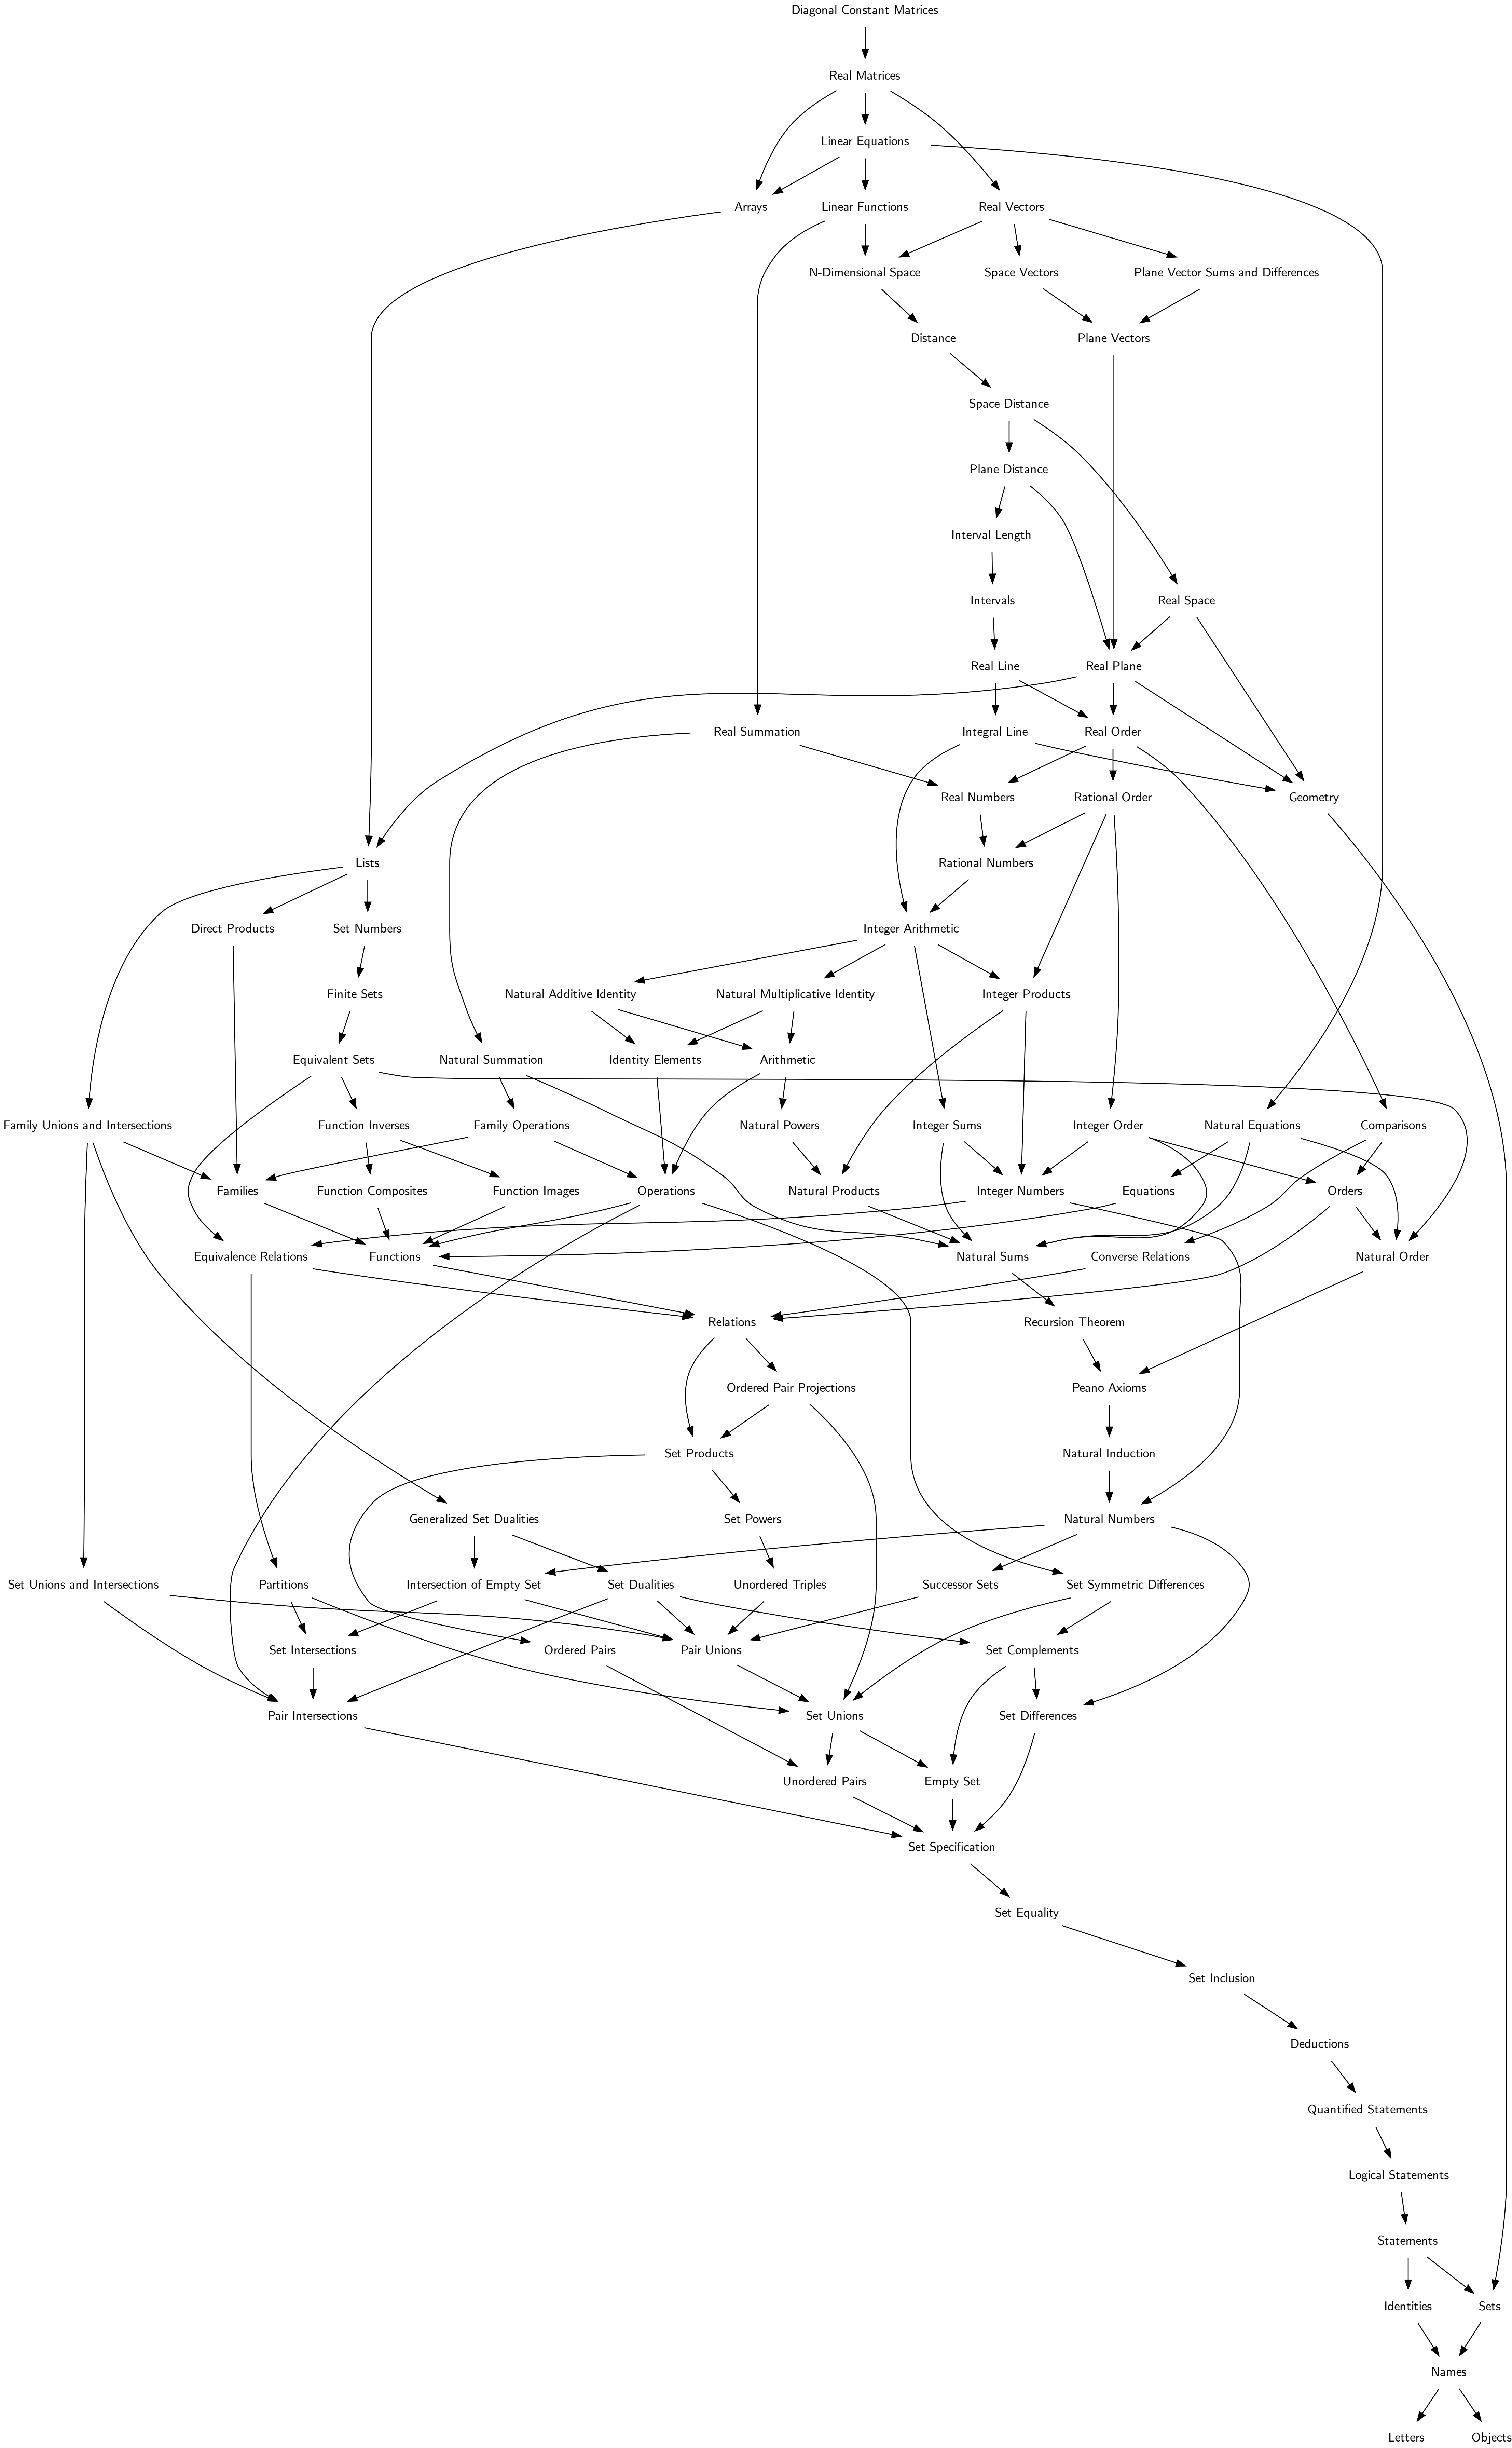 Diagonal Constant Matrices
Real Matrices
Linear Equations
Arrays
Linear Functions
Real Vectors
N-Dimensional Space
Space Vectors
Plane Vector Sums and Differences
Distance
Plane Vectors
Space Distance
Plane Distance
Interval Length
Intervals
Real Space
Real Line
Real Plane
Real Summation
Integral Line
Real Order
Real Numbers
Rational Order
Geometry
Lists
Rational Numbers
Direct Products
Set Numbers
Integer Arithmetic
Finite Sets
Natural Additive Identity
Natural Multiplicative Identity
Integer Products
Equivalent Sets
Natural Summation
Identity Elements
Arithmetic
Family Unions and Intersections
Function Inverses
Family Operations
Natural Powers
Integer Sums
Integer Order
Natural Equations
Comparisons
Families
Function Composites
Function Images
Operations
Natural Products
Integer Numbers
Equations
Orders
Equivalence Relations
Functions
Natural Sums
Converse Relations
Natural Order
Relations
Recursion Theorem
Ordered Pair Projections
Peano Axioms
Set Products
Natural Induction
Generalized Set Dualities
Set Powers
Natural Numbers
Set Unions and Intersections
Partitions
Intersection of Empty Set
Set Dualities
Unordered Triples
Successor Sets
Set Symmetric Differences
Set Intersections
Ordered Pairs
Pair Unions
Set Complements
Pair Intersections
Set Unions
Set Differences
Unordered Pairs
Empty Set
Set Specification
Set Equality
Set Inclusion
Deductions
Quantified Statements
Logical Statements
Statements
Identities
Sets
Names
Letters
Objects